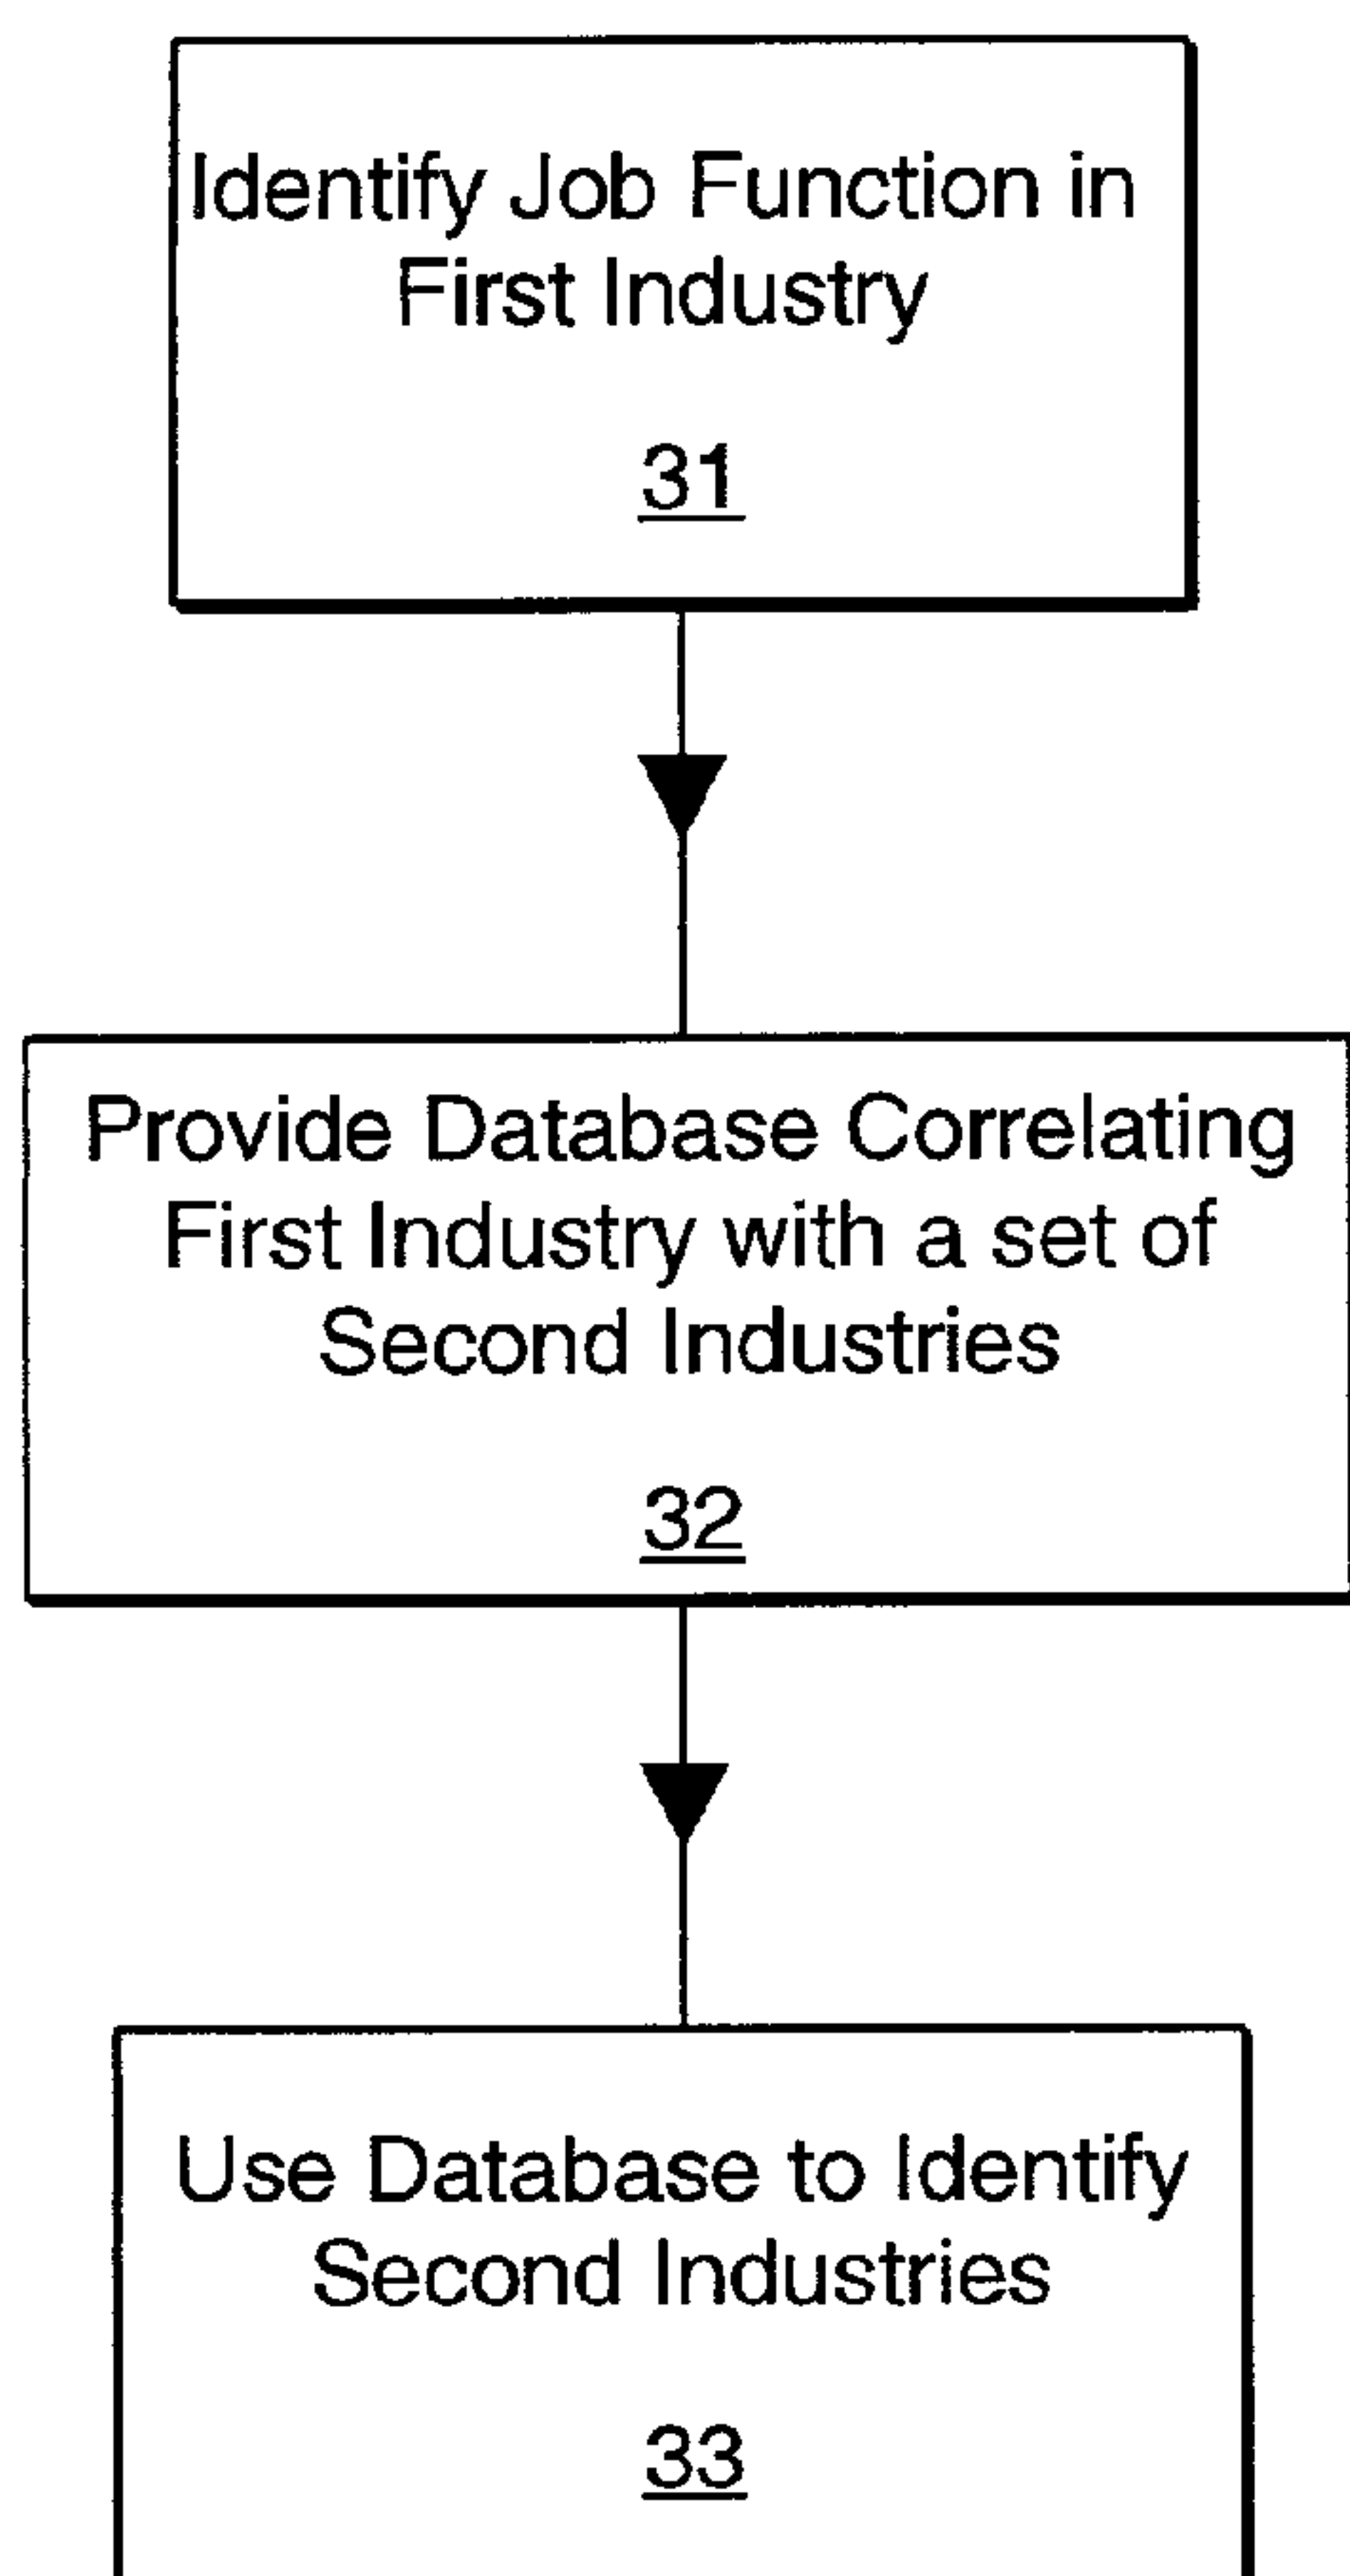 Identify Job Function in
First Industry
31
Provide Database Correlating
First Industry with a set of
Second Industries
32
Use Database to Identify
Second Industries
33